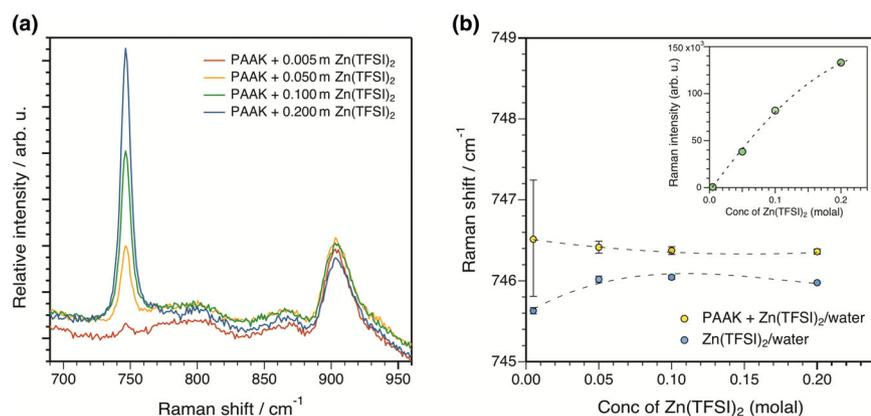 (a)
PAAK + 0.005 m Zn(TFSI)2
PAAK + 0.050 m Zn(TFSI)2
PAAK + 0.100 m Zn(TFSI)2
PAAK + 0.200 m Zn(TFSI)2
Relative intensity / arb. u.
700
750
800
850
900
950
Raman shift / cm-1
(b)
749
748
747
746
745
Raman shift / cm-1
150 x103
100
50
0
Raman intensity (arb. u.)
0.0
0.1
0.2
Conc of Zn(TFSI)2 (molal)
PAAK + Zn(TFSI)2/water
Zn(TFSI)2/water
0.00
0.05
0.10
0.15
0.20
Conc of Zn(TFSI)2 (molal)